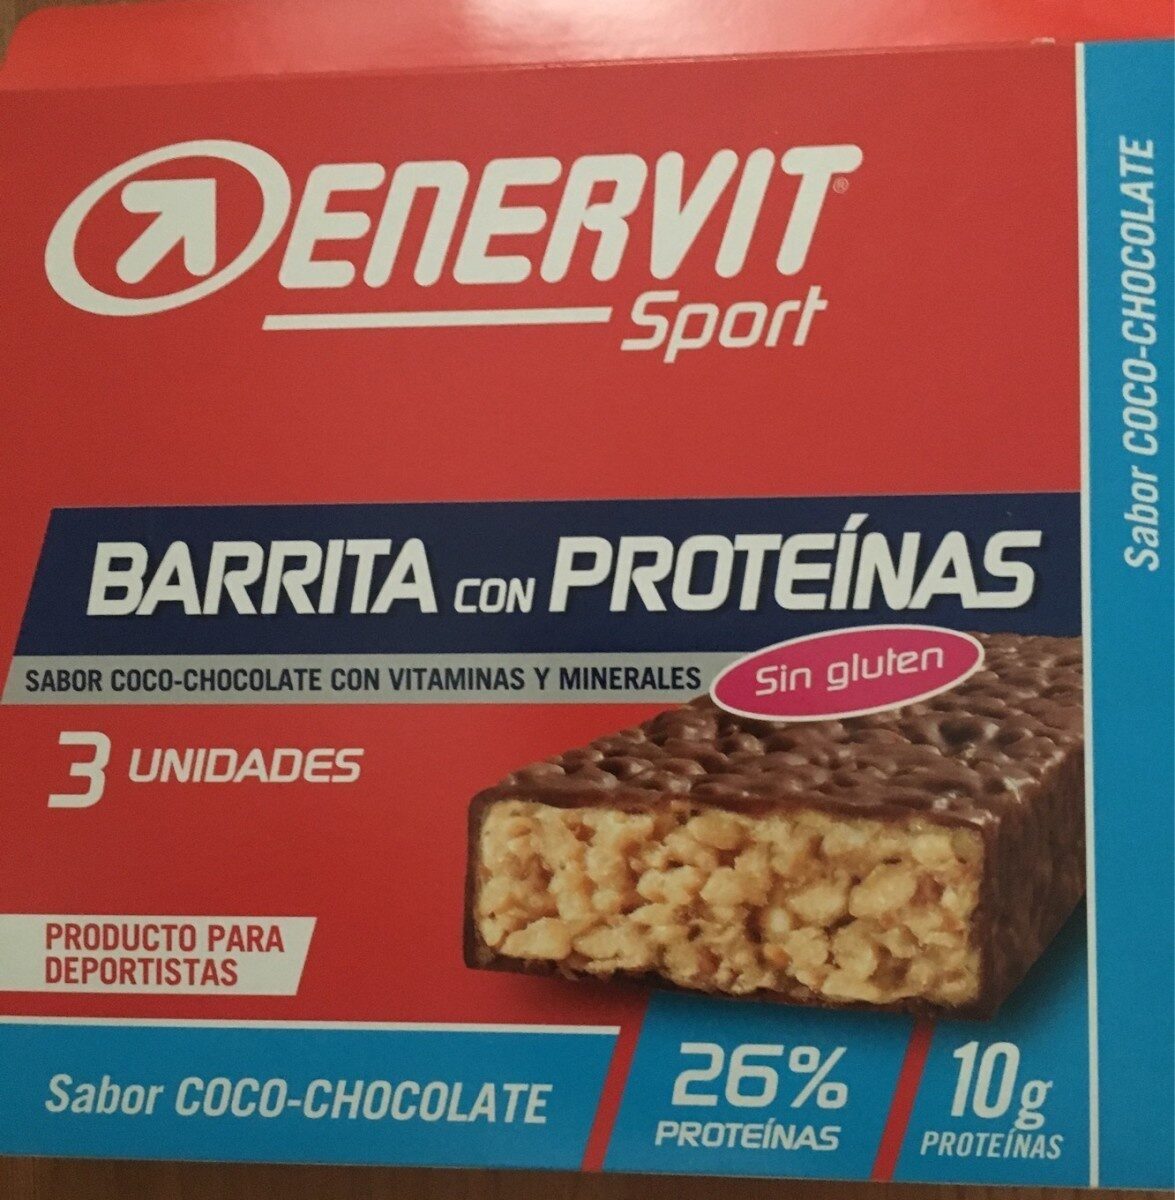 ENERVIT®
Sport
BARRITA CON PROTEÍNAS
SABOR COCO-CHOCOLATE CON VITAMINAS Y MINERALES
Sin gluten
3 UNIDADES
PRODUCTO PARA
DEPORTISTAS
Sabor COCO-CHOCOLATE
26%
PROTEÍNAS
10g
PROTEÍNAS
Sabor COCO-CHOCOLATE